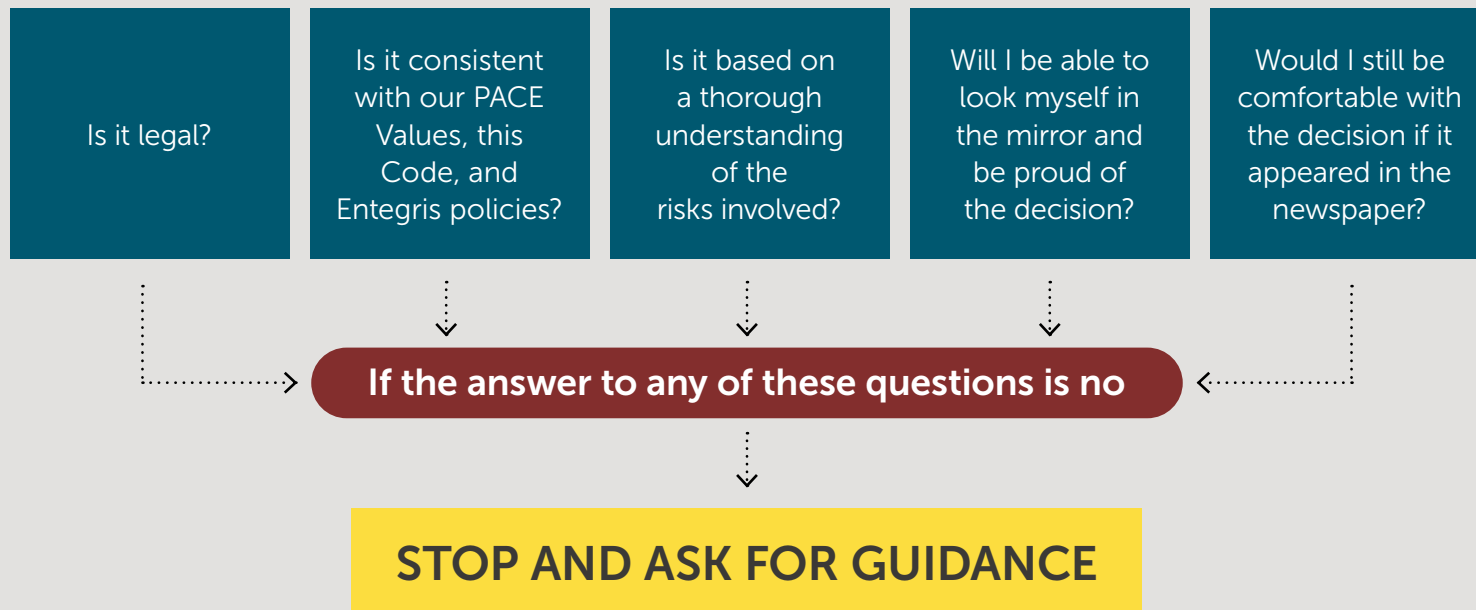 Is it legal?
Is it consistent
with our PACE
Values, this
Code, and
Entegris policies?
Is it based on
a thorough
understanding
of the
risks involved?
Will I be able to
look myself in
the mirror and
be proud of
the decision?
Would I still be
comfortable with
the decision if it
appeared in the
newspaper?
If the answer to any of these questions is no
STOP AND ASK FOR GUIDANCE